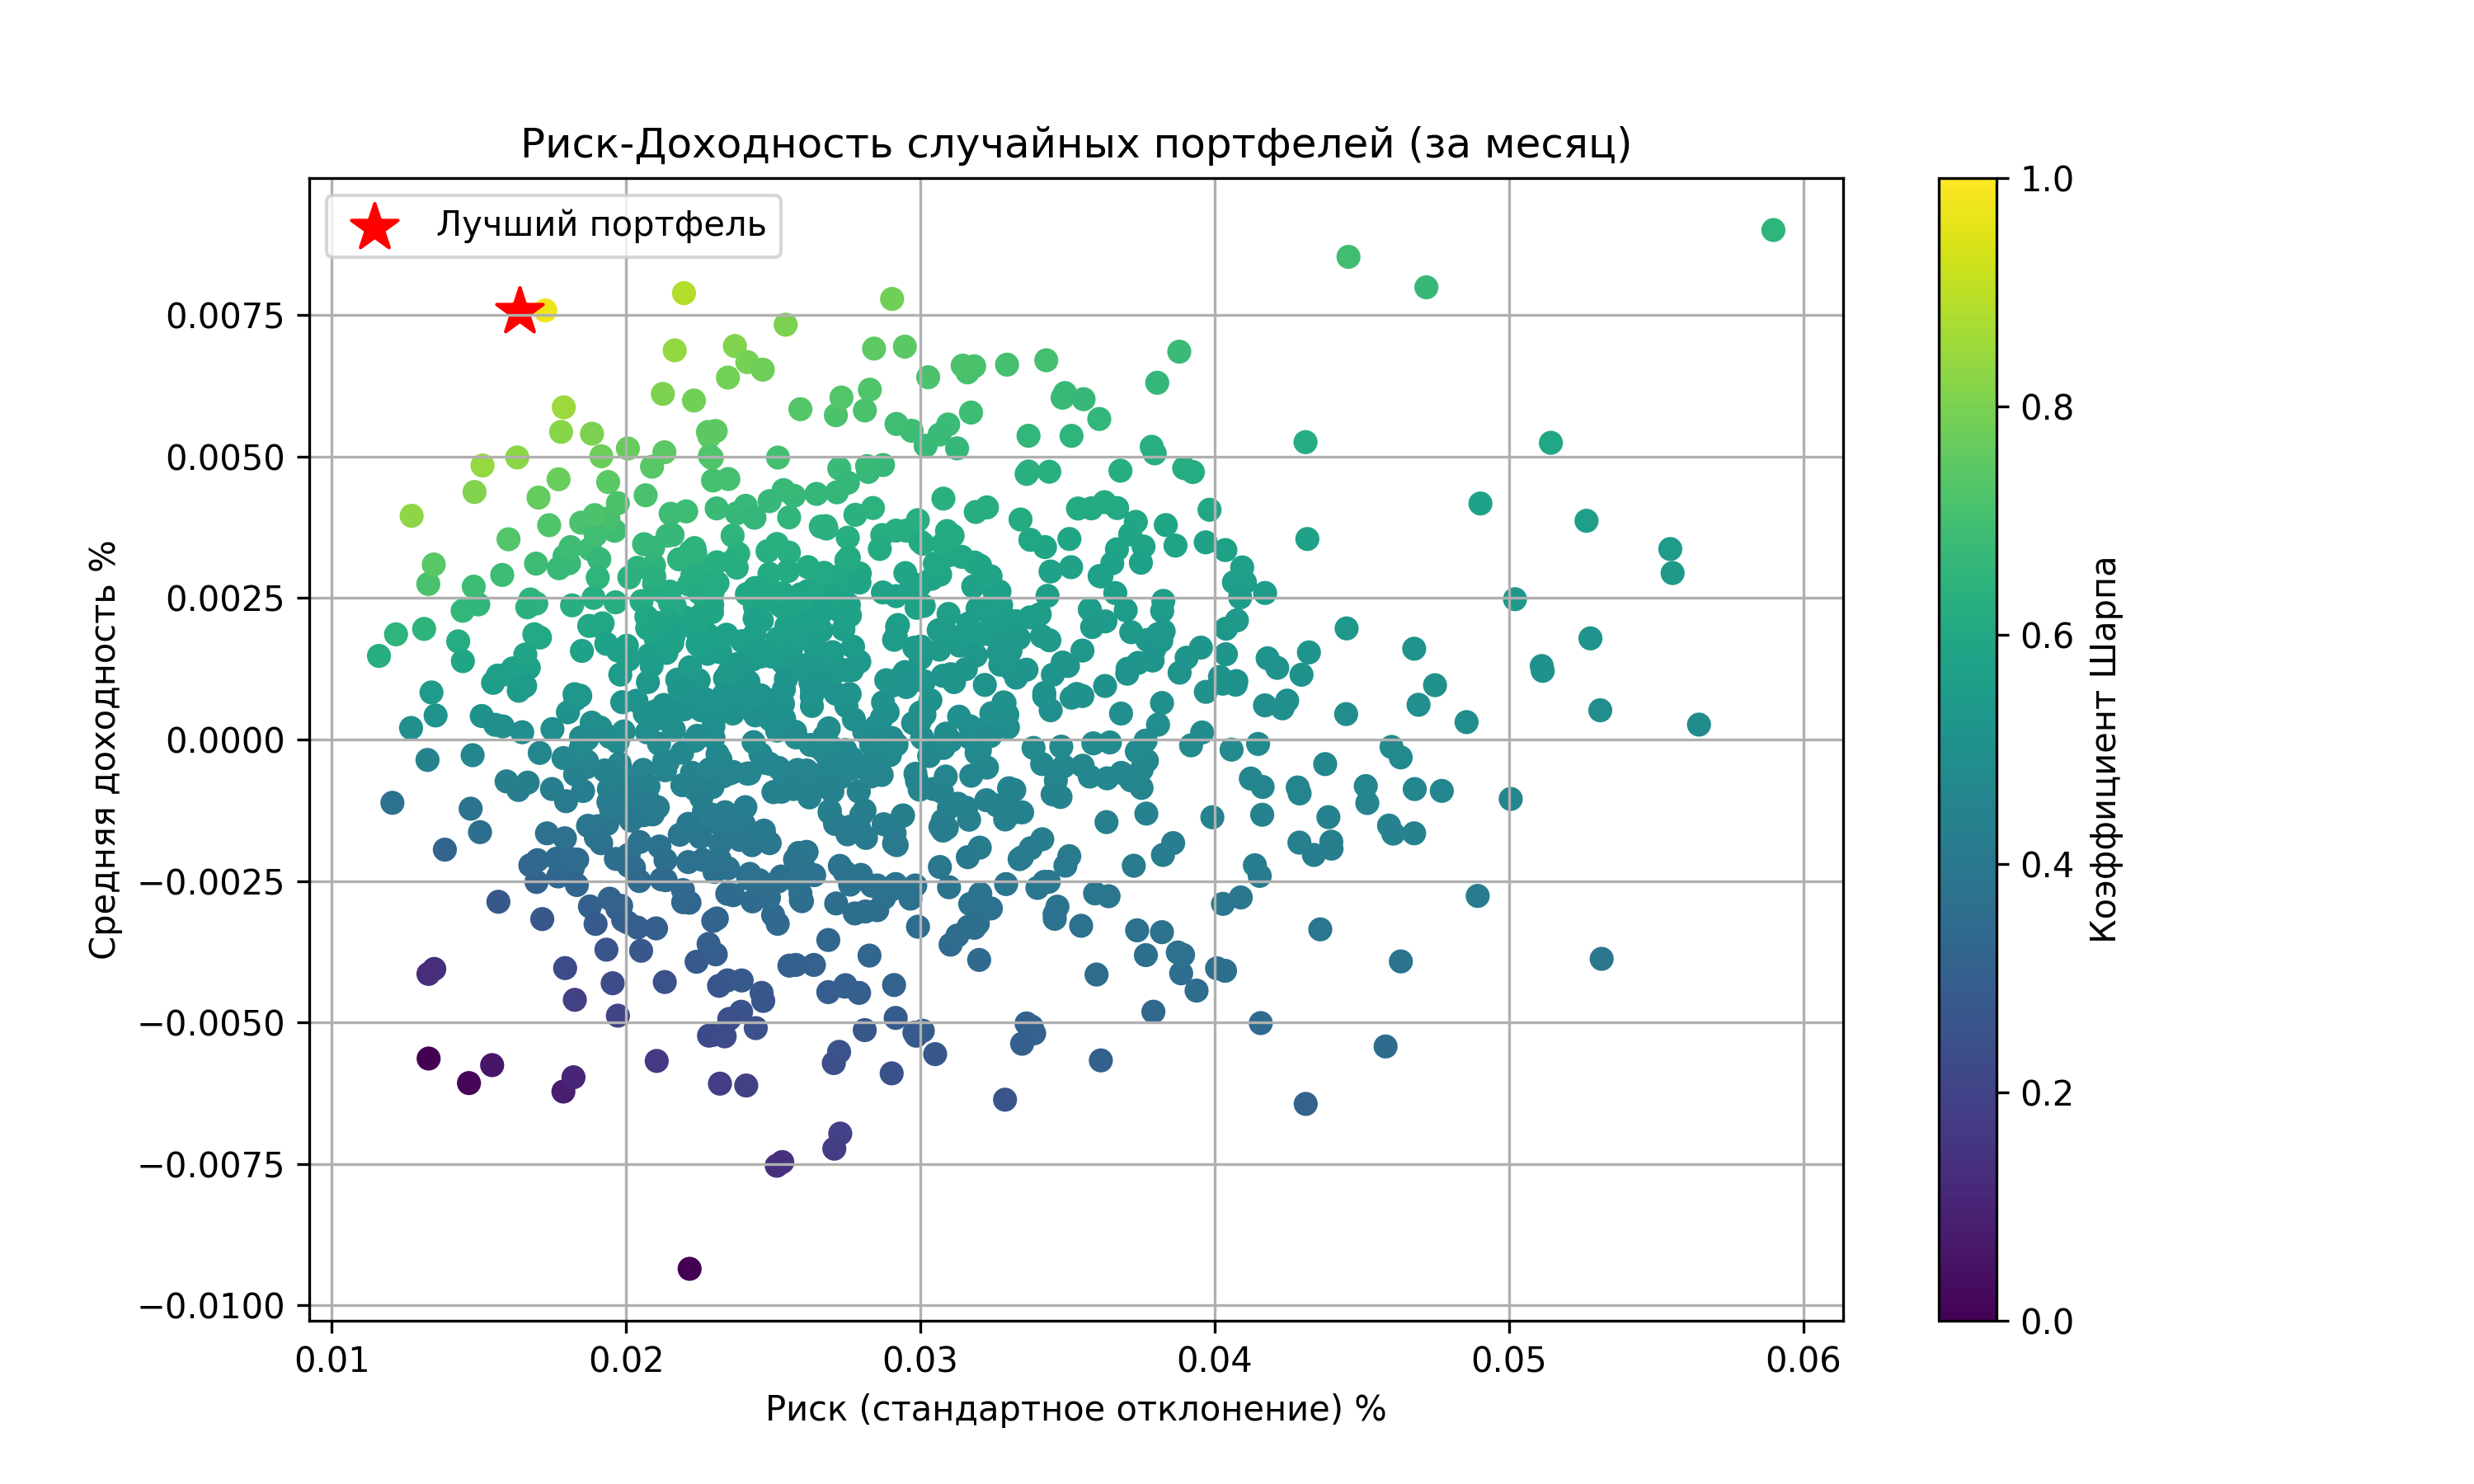 Риск-Доходность случайных портфелей (за месяц)
Лучший портфель
Средняя доходность %
0.0075
0.0050
0.0025
0.0000
−0.0025
−0.0050
−0.0075
−0.0100
0.01 0.02 0.03 0.04 0.05 0.06
Риск (стандартное отклонение) %
1.0
0.8
0.6
0.4
0.2
0.0
Коэффициент Шарпа